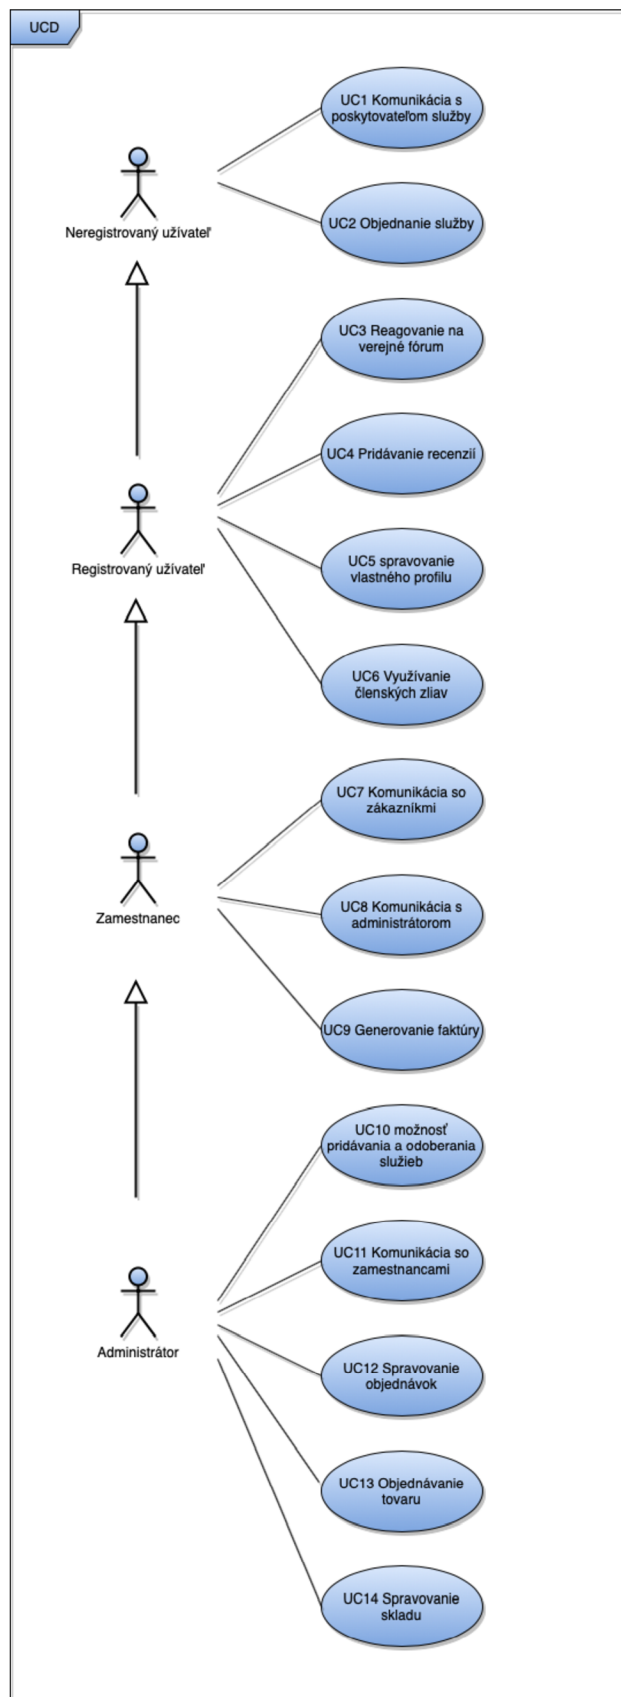 UCD
UC1 Komunikácia s
poskytovateľom služby
Neregistrovaný užívateľ
UC2 Objednanie služby
UC3 Reagovanie na
verejné fórum
UC4 Pridávanie recenzií
Registrovaný užívateľ
UC5 spravovanie
vlastného profilu
UC6 Využívanie
členských zliav
UC7 Komunikácia so
zákazníkmi
Zamestnanec
UC8 Komunikácia s
administrátorom
UC9 Generovanie faktúry
UC10 možnosť
pridávania a odoberania
služieb
UC11 Komunikácia so
zamestnancami
Administrátor
UC12 Spravovanie
objednávok
UC13 Objednávanie
tovaru
UC14 Spravovanie
skladu